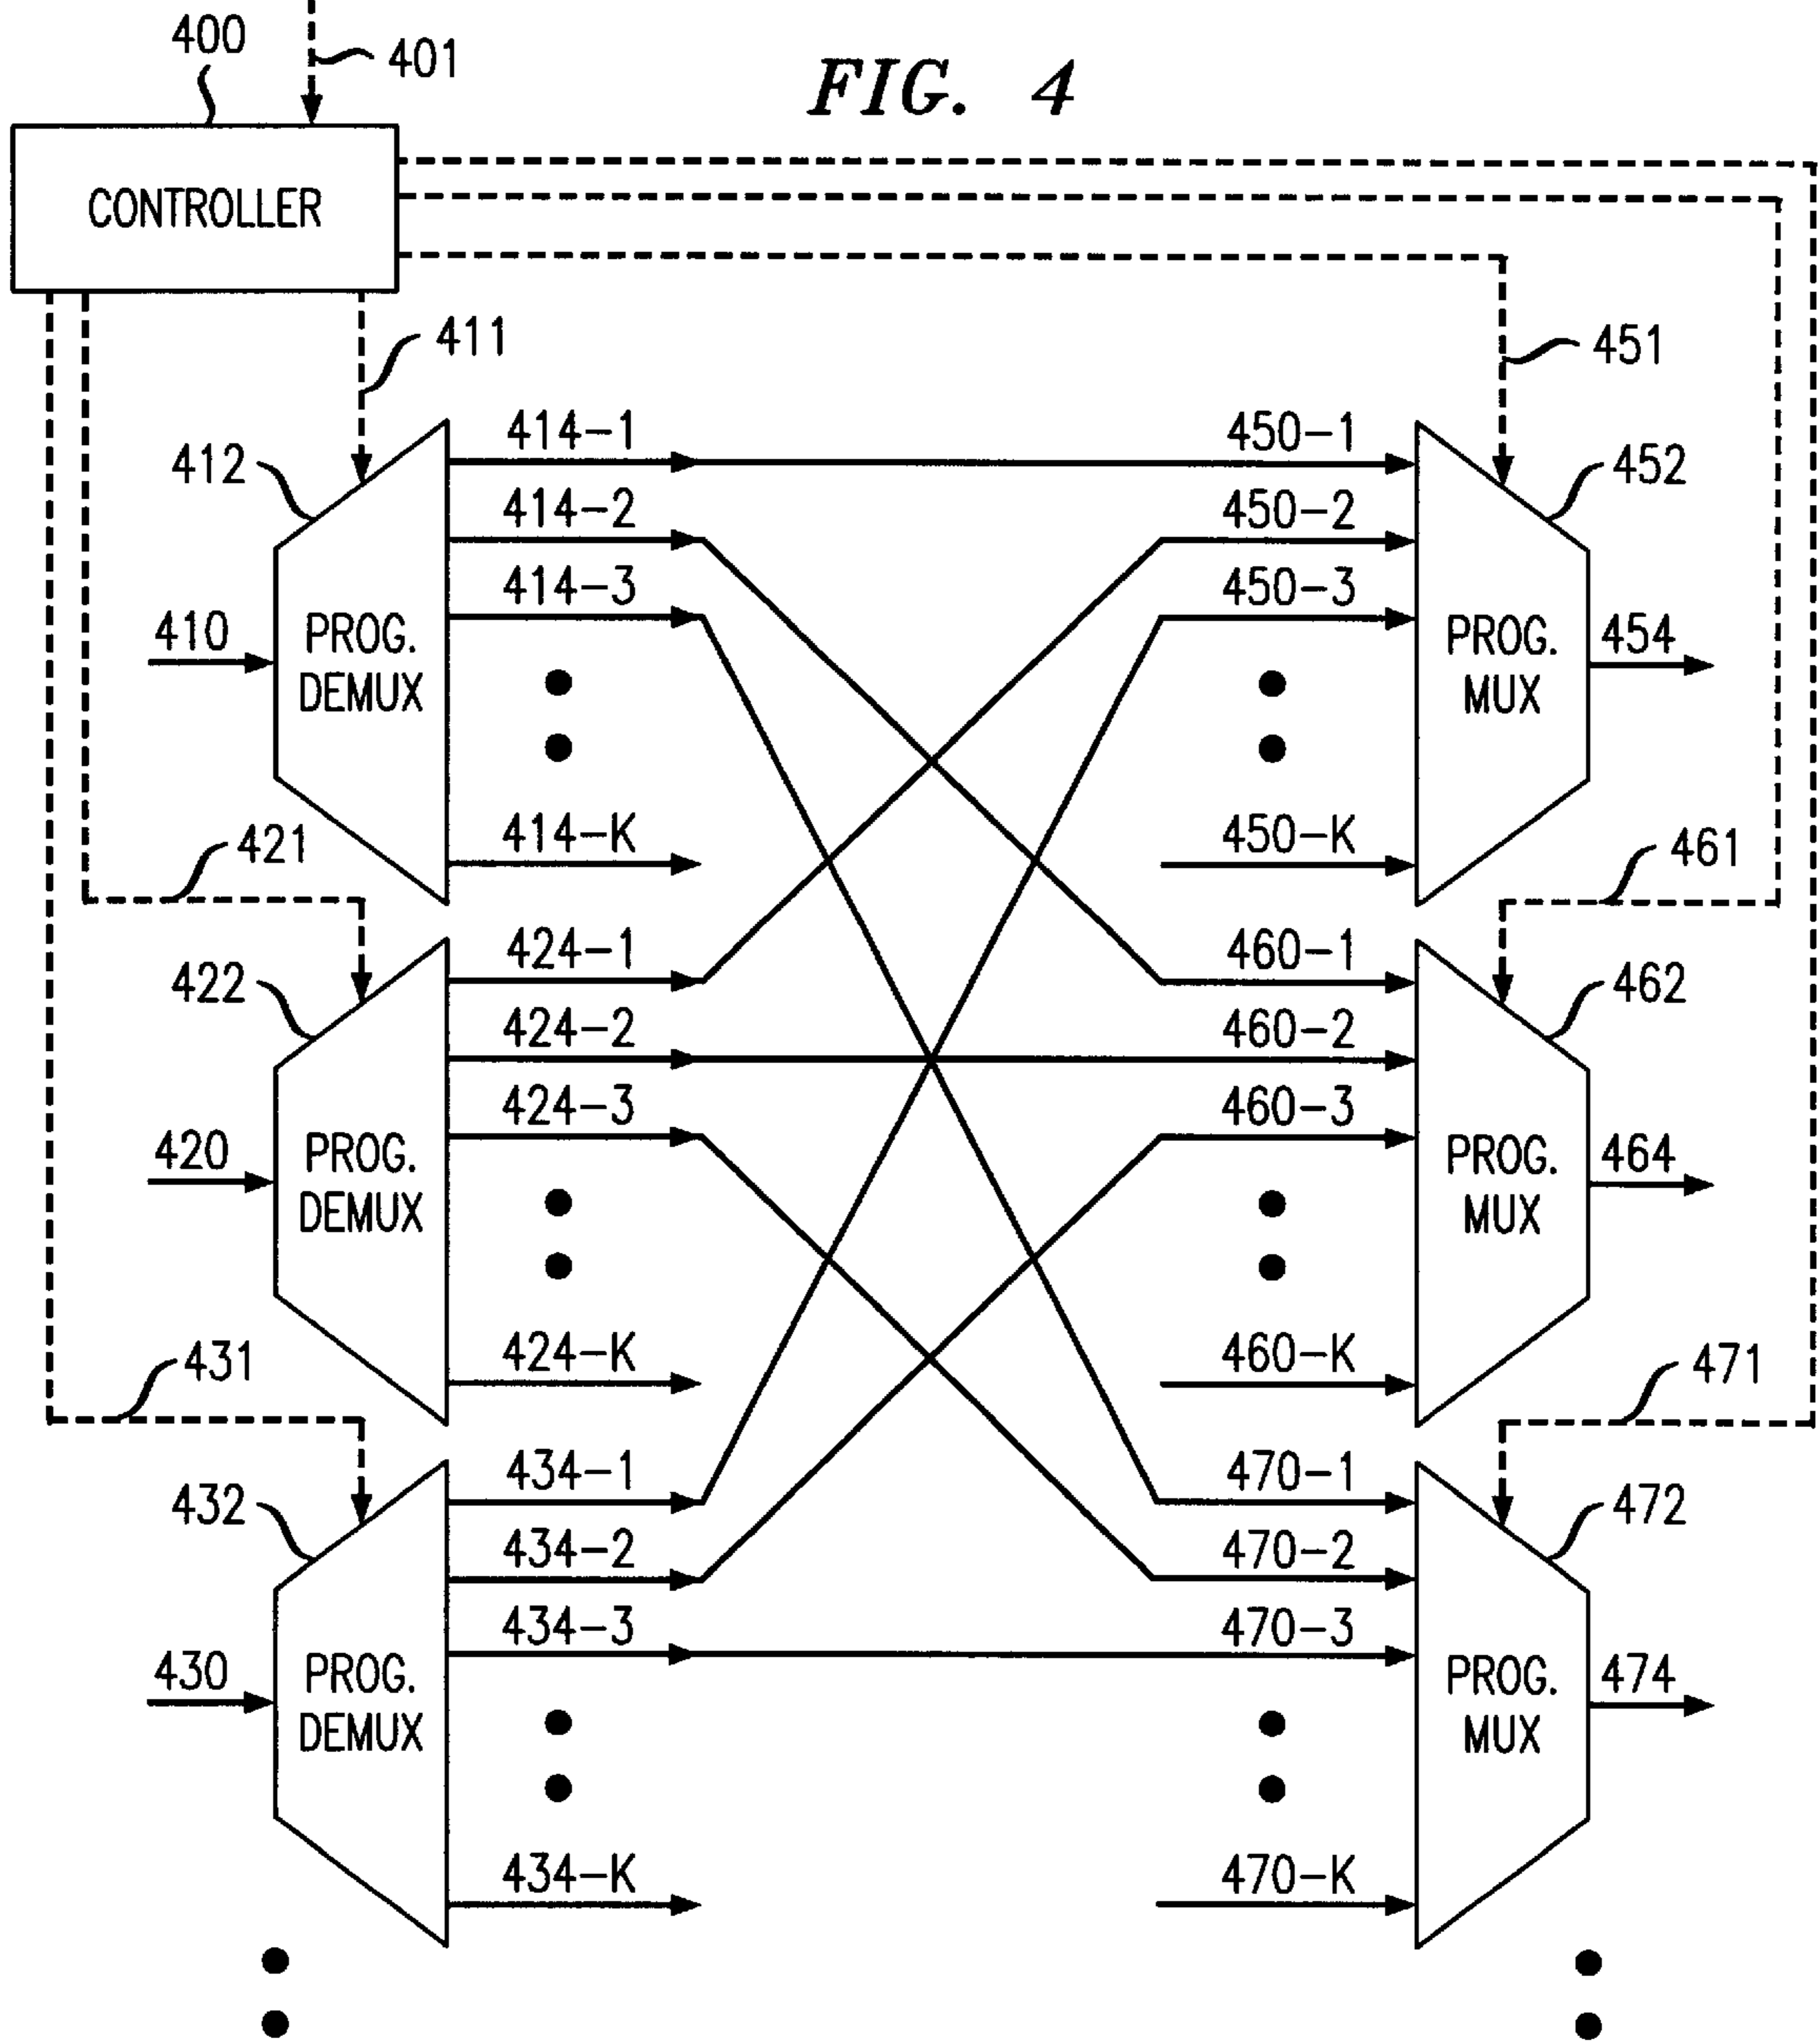 400
401
FIG. 4
CONTROLLER
411
451
412
414-1
450-1
452
414-2
450-2
414-3
450-3
410
PROG.
DEMUX
PROG.
MUX
454
414-K
450-K
421
461
422
424-1
460-1
462
424-2
460-2
424-3
460-3
420
PROG.
DEMUX
PROG.
MUX
464
424-K
460-K
431
471
432
434-1
470-1
472
434-2
470-2
434-3
470-3
430
PROG.
DEMUX
PROG.
MUX
474
434-K
470-K